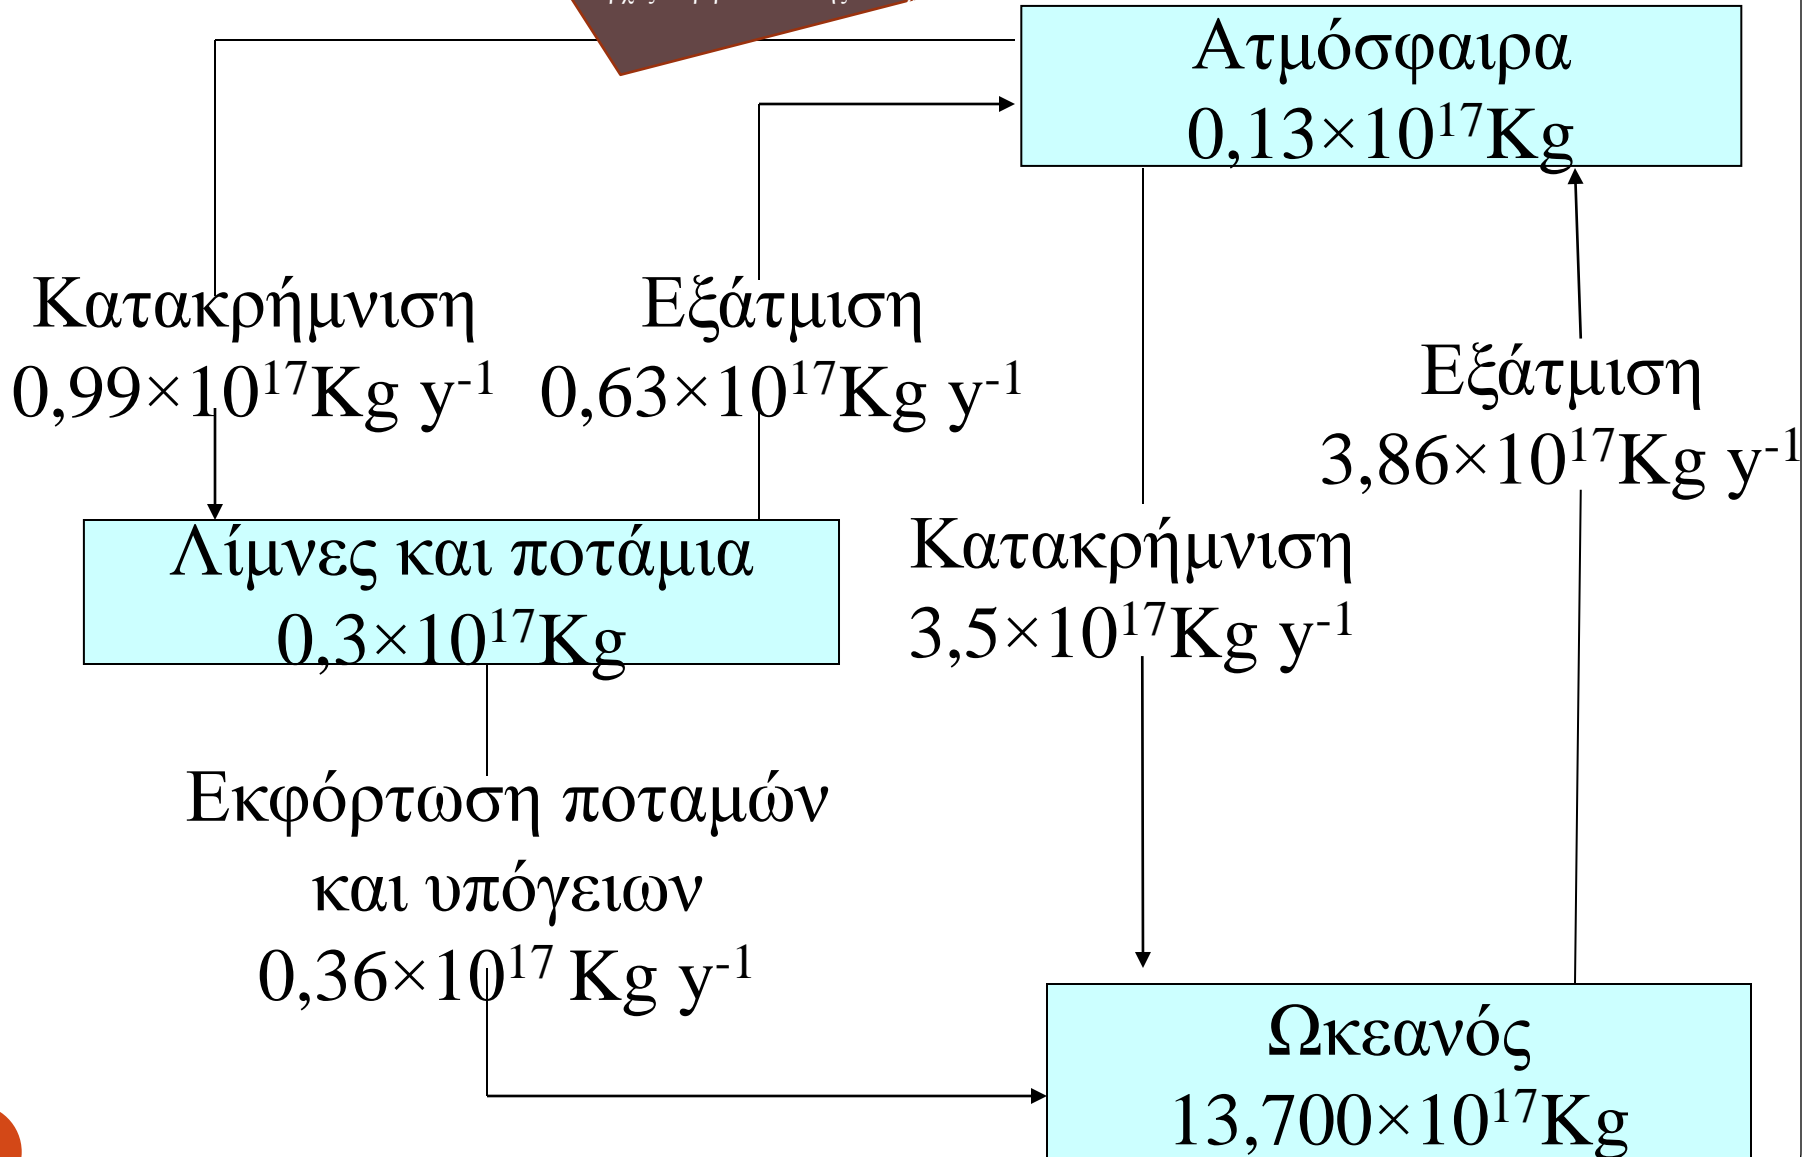 Ατμόσφαιρα
0,13×10¹⁷Kg
Κατακρήμνιση
0,99×10¹⁷Kg y⁻¹
Εξάτμιση
0,63×10¹⁷Kg y⁻¹
Εξάτμιση
3,86×10¹⁷Kg y⁻¹
Λίμνες και ποτάμια
0,3×10¹⁷Kg
Κατακρήμνιση
3,5×10¹⁷Kg y⁻¹
Εκφόρτωση ποταμών
και υπόγειων
0,36×10¹⁷ Kg y⁻¹
Ωκεανός
13,700×10¹⁷Kg